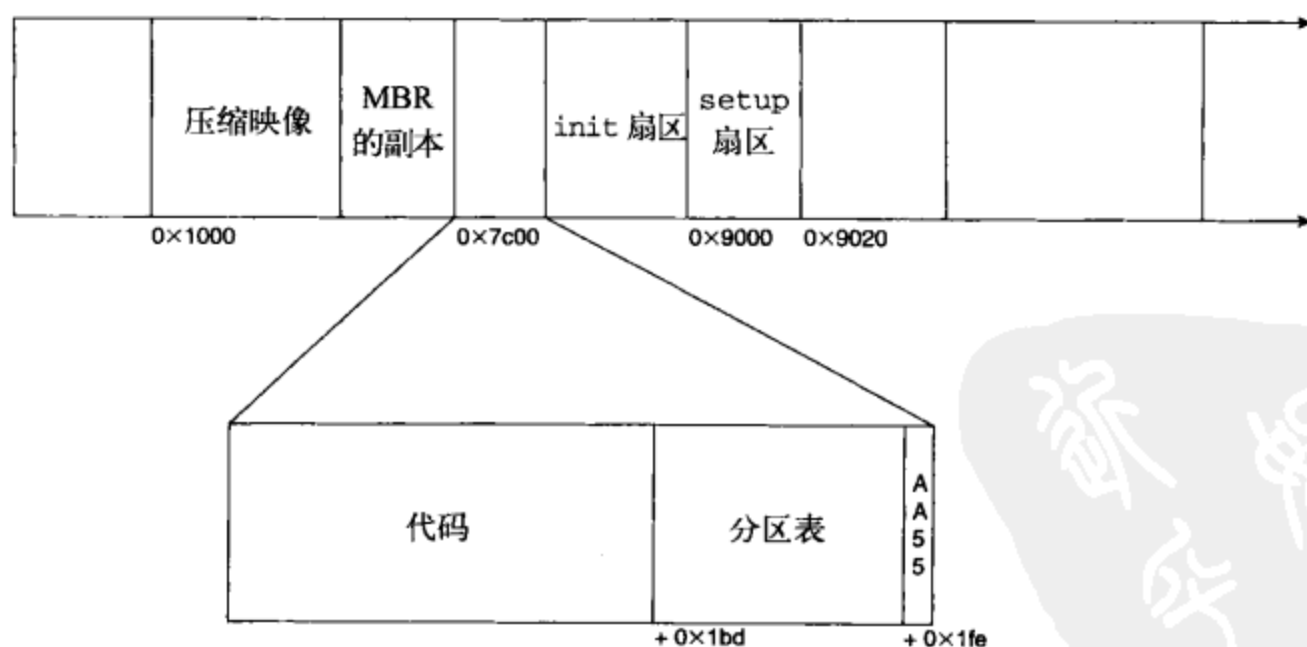 压缩映像
MBR
的副本
init 扇区
setup
扇区
0×1000
0×7c00
0×9000
0×9020
代码
分区表
A
A
5
5
+ 0×1bd
+ 0×1fe